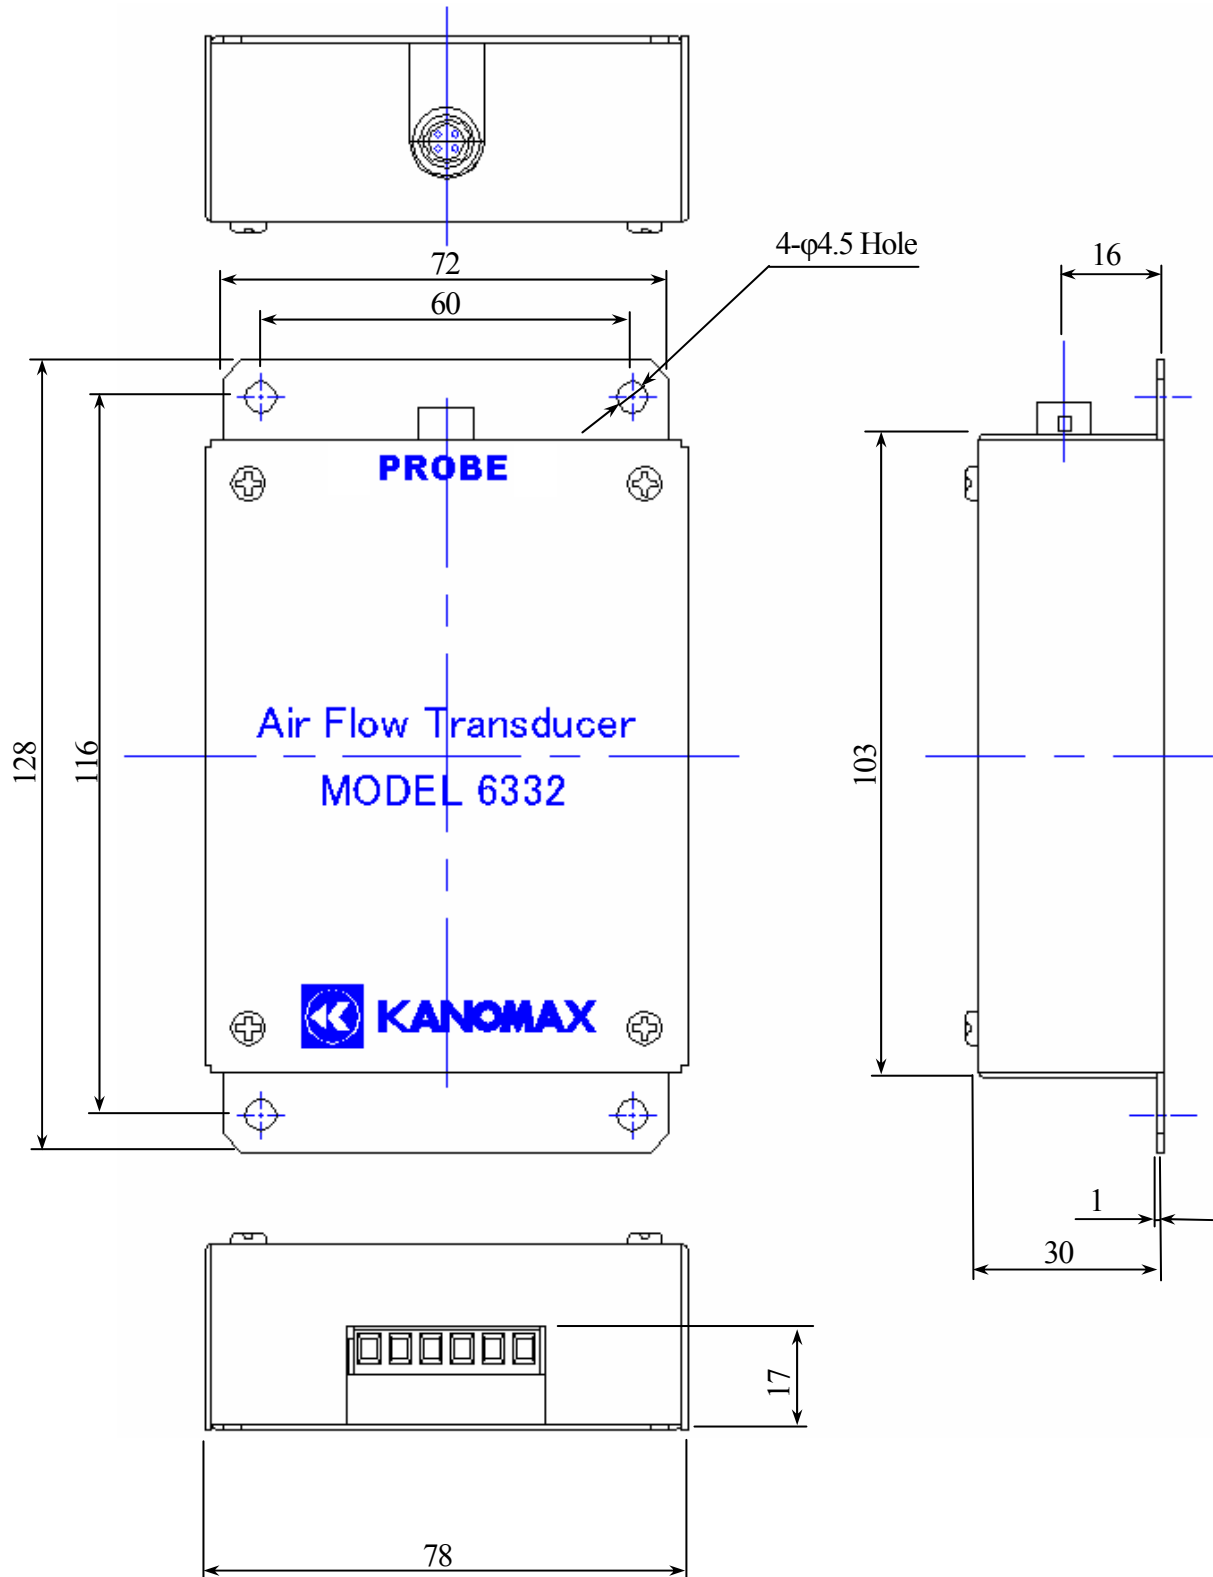 4-φ4.5 Hole
16
72
60
PROBE
Air Flow Transducer
MODEL 6332
128
116
103
KANOMAX
1
30
17
78